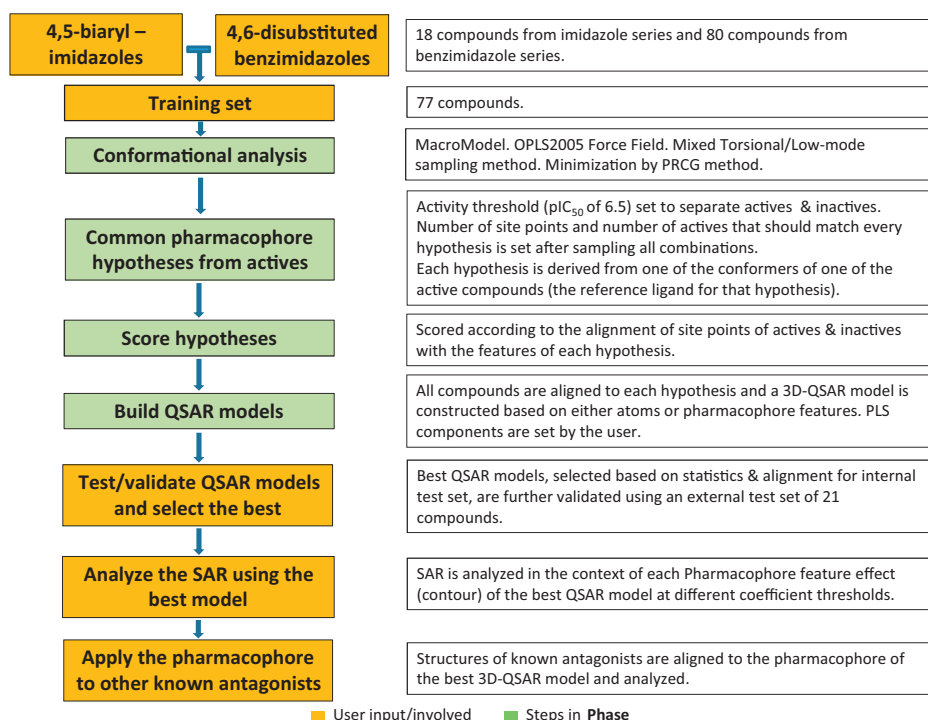 4,5-biaryl –
imidazoles
4,6-disubstituted
benzimidazoles
18 compounds from imidazole series and 80 compounds from
benzimidazole series.
Training set
77 compounds.
Conformational analysis
MacroModel. OPLS2005 Force Field. Mixed Torsional/Low-mode
sampling method. Minimization by PRCG method.
Common pharmacophore
hypotheses from actives
Activity threshold (pIC50 of 6.5) set to separate actives & inactives.
Number of site points and number of actives that should match every
hypothesis is set after sampling all combinations.
Each hypothesis is derived from one of the conformers of one of the
active compounds (the reference ligand for that hypothesis).
Score hypotheses
Scored according to the alignment of site points of actives & inactives
with the features of each hypothesis.
Build QSAR models
All compounds are aligned to each hypothesis and a 3D-QSAR model is
constructed based on either atoms or pharmacophore features. PLS
components are set by the user.
Test/validate QSAR models
and select the best
Best QSAR models, selected based on statistics & alignment for internal
test set, are further validated using an external test set of 21
compounds.
Analyze the SAR using the
best model
SAR is analyzed in the context of each Pharmacophore feature effect
(contour) of the best QSAR model at different coefficient thresholds.
Apply the pharmacophore
to other known antagonists
Structures of known antagonists are aligned to the pharmacophore of
the best 3D-QSAR model and analyzed.
User input/involved
Steps in Phase